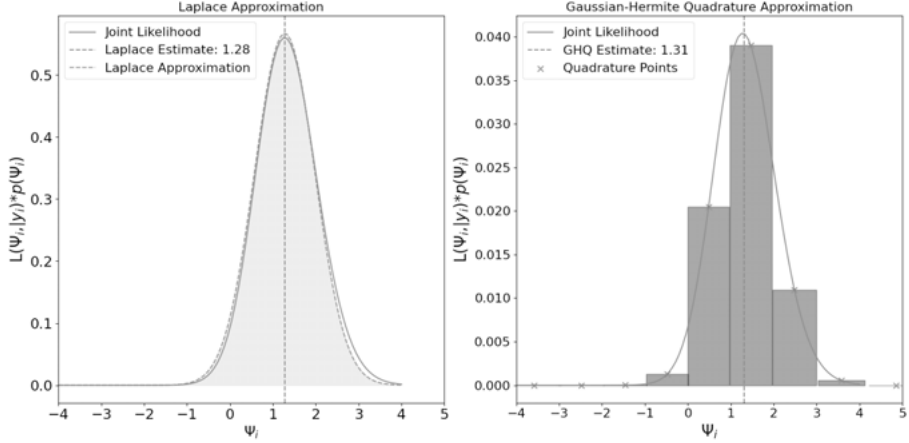 Laplace Approximation
Joint Likelihood
Laplace Estimate: 1.28
Laplace Approximation
0.5
0.4
0.3
0.2
0.1
0.0
L(Ψi,|yi)*p(Ψi)
−4 −3 −2 −1 0 1 2 3 4 5
Ψi
Gaussian-Hermite Quadrature Approximation
Joint Likelihood
GHQ Estimate: 1.31
Quadrature Points
0.040
0.035
0.030
0.025
0.020
0.015
0.010
0.005
0.000
L(Ψi,|yi)*p(Ψi)
−4 −3 −2 −1 0 1 2 3 4 5
Ψi